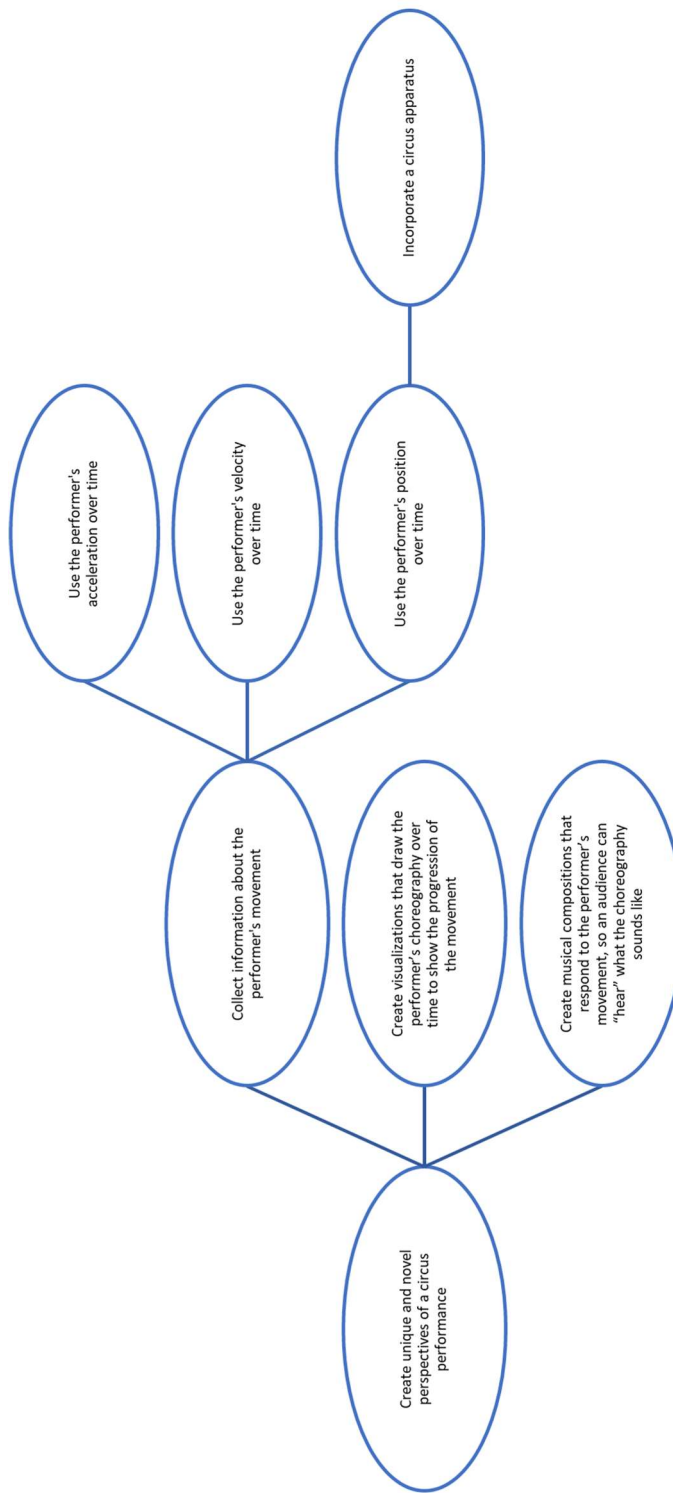 Create unique and novel
perspectives of a circus
performance
Collect information about the
performer's movement
Create visualizations that draw the
performer’s choreography over
time to show the progression of
the movement
Create musical compositions that
respond to the performer’s
movement, so an audience can
“hear” what the choreography
sounds like
Use the performer's
acceleration over time
Use the performer's velocity
over time
Use the performer's position
over time
Incorporate a circus apparatus